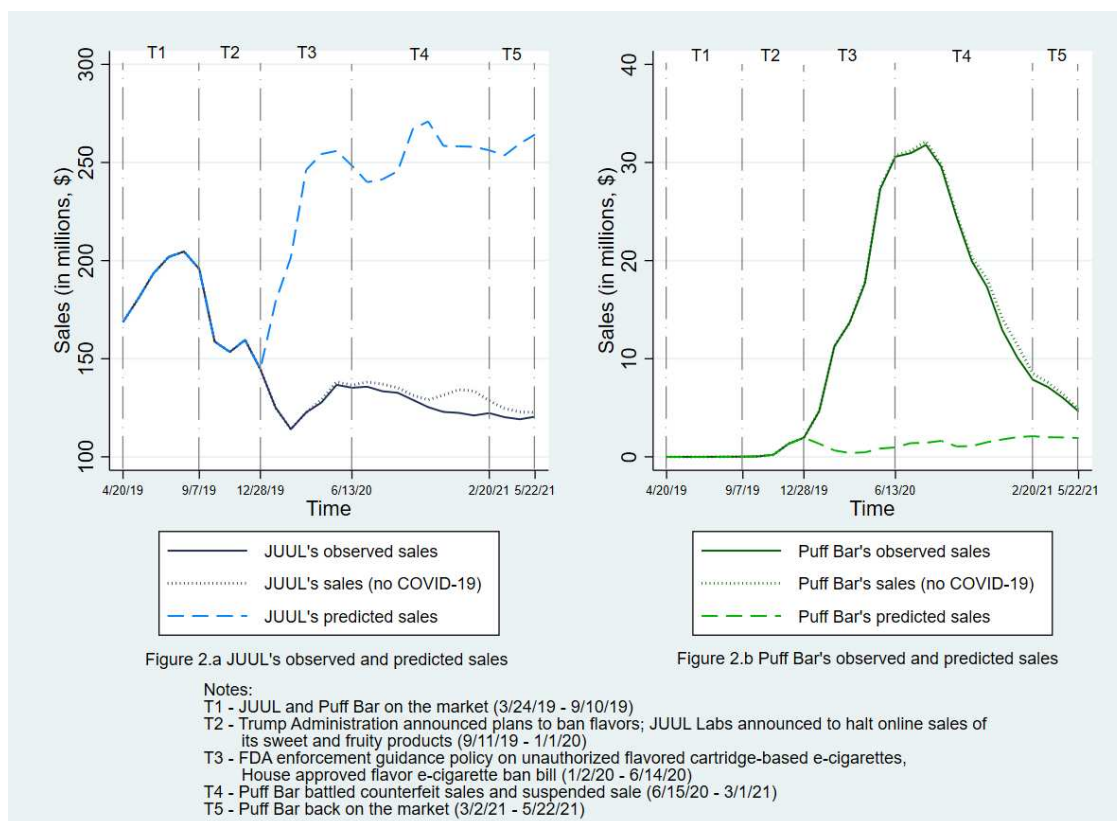 T1 T2 T3 T4 T5
300
250
200
150
100
Sales (in millions, $)
4/20/19 9/7/19 12/28/19 6/13/20 2/20/21 5/22/21
Time
JUUL's observed sales
JUUL's sales (no COVID-19)
JUUL's predicted sales
Figure 2.a JUUL's observed and predicted sales
T1 T2 T3 T4 T5
40
30
20
10
0
Sales (in millions, $)
4/20/19 9/7/19 12/28/19 6/13/20 2/20/21 5/22/21
Time
Puff Bar's observed sales
Puff Bar's sales (no COVID-19)
Puff Bar's predicted sales
Figure 2.b Puff Bar's observed and predicted sales
Notes:
T1 - JUUL and Puff Bar on the market (3/24/19 - 9/10/19)
T2 - Trump Administration announced plans to ban flavors; JUUL Labs announced to halt online sales of
its sweet and fruity products (9/11/19 - 1/1/20)
T3 - FDA enforcement guidance policy on unauthorized flavored cartridge-based e-cigarettes,
House approved flavor e-cigarette ban bill (1/2/20 - 6/14/20)
T4 - Puff Bar battled counterfeit sales and suspended sale (6/15/20 - 3/1/21)
T5 - Puff Bar back on the market (3/2/21 - 5/22/21)